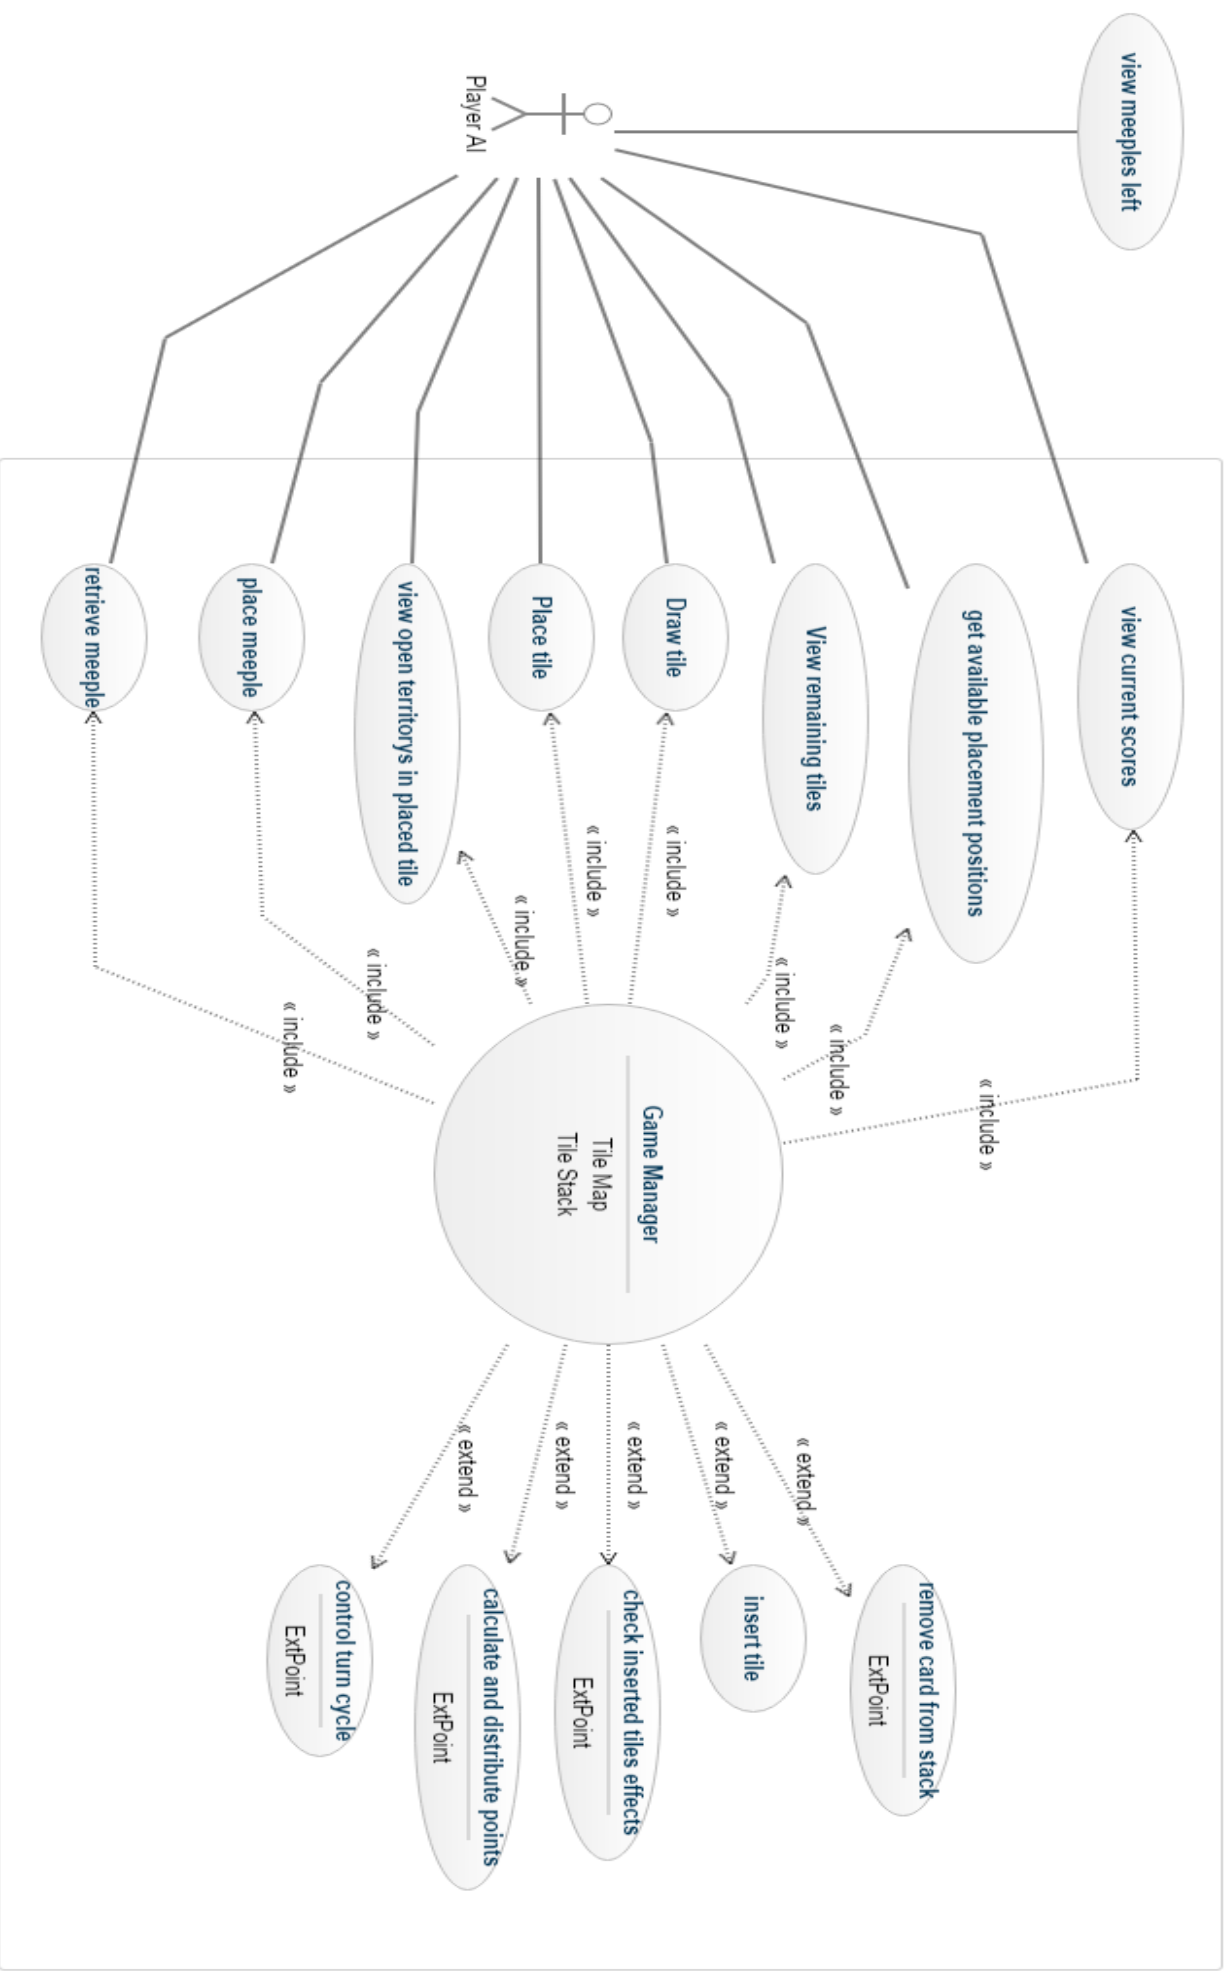 view meeples left
Player AI
view current scores
get available placement positions
View remaining tiles
Draw tile
Place tile
view open territorys in placed tile
place meeple
retrieve meeple
« include »
« include »
« include »
« include »
« include »
« include »
« include »
« include »
Game Manager
Tile Map
Tile Stack
« extend »
« extend »
« extend »
« extend »
« extend »
remove card from stack
ExtPoint
insert tile
check inserted tiles effects
ExtPoint
calculate and distribute points
ExtPoint
control turn cycle
ExtPoint